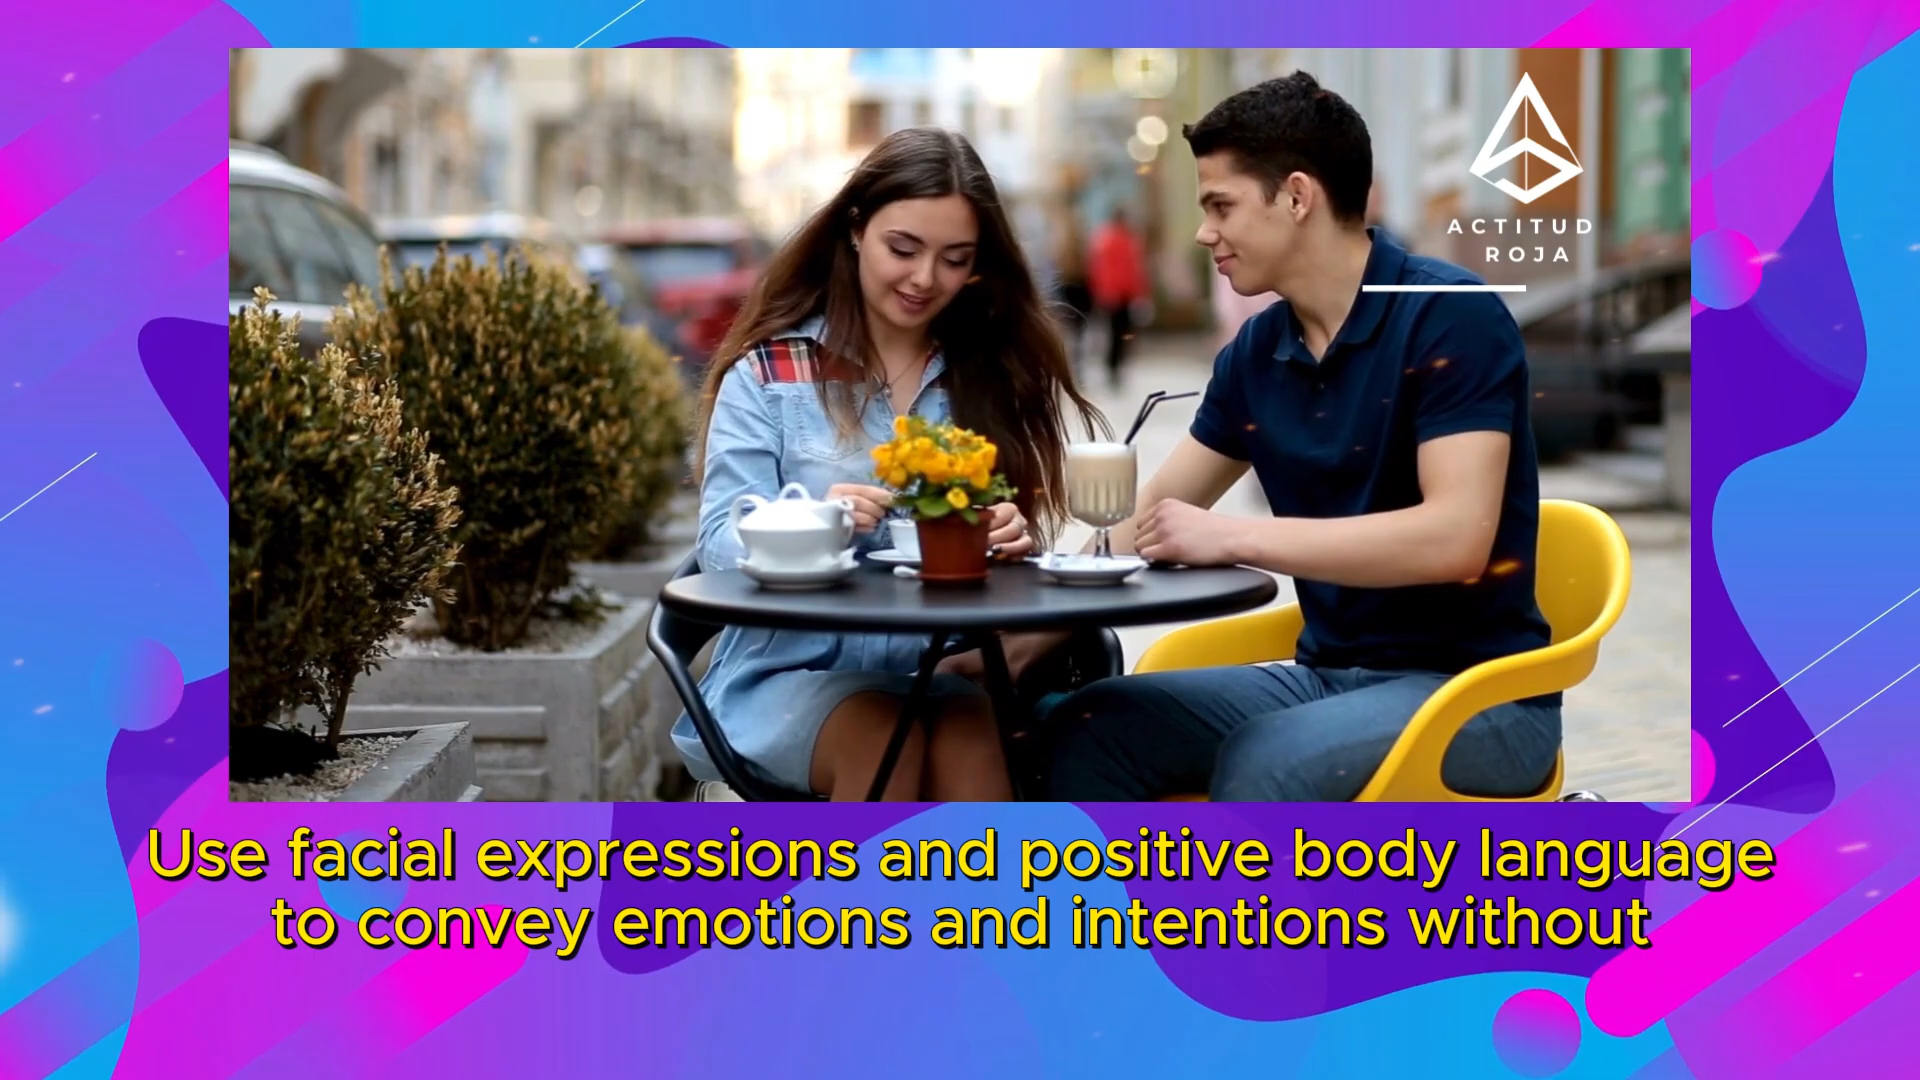 ACTITUD
ROJA
Use facial expressions and positive body language
to convey emotions and intentions without